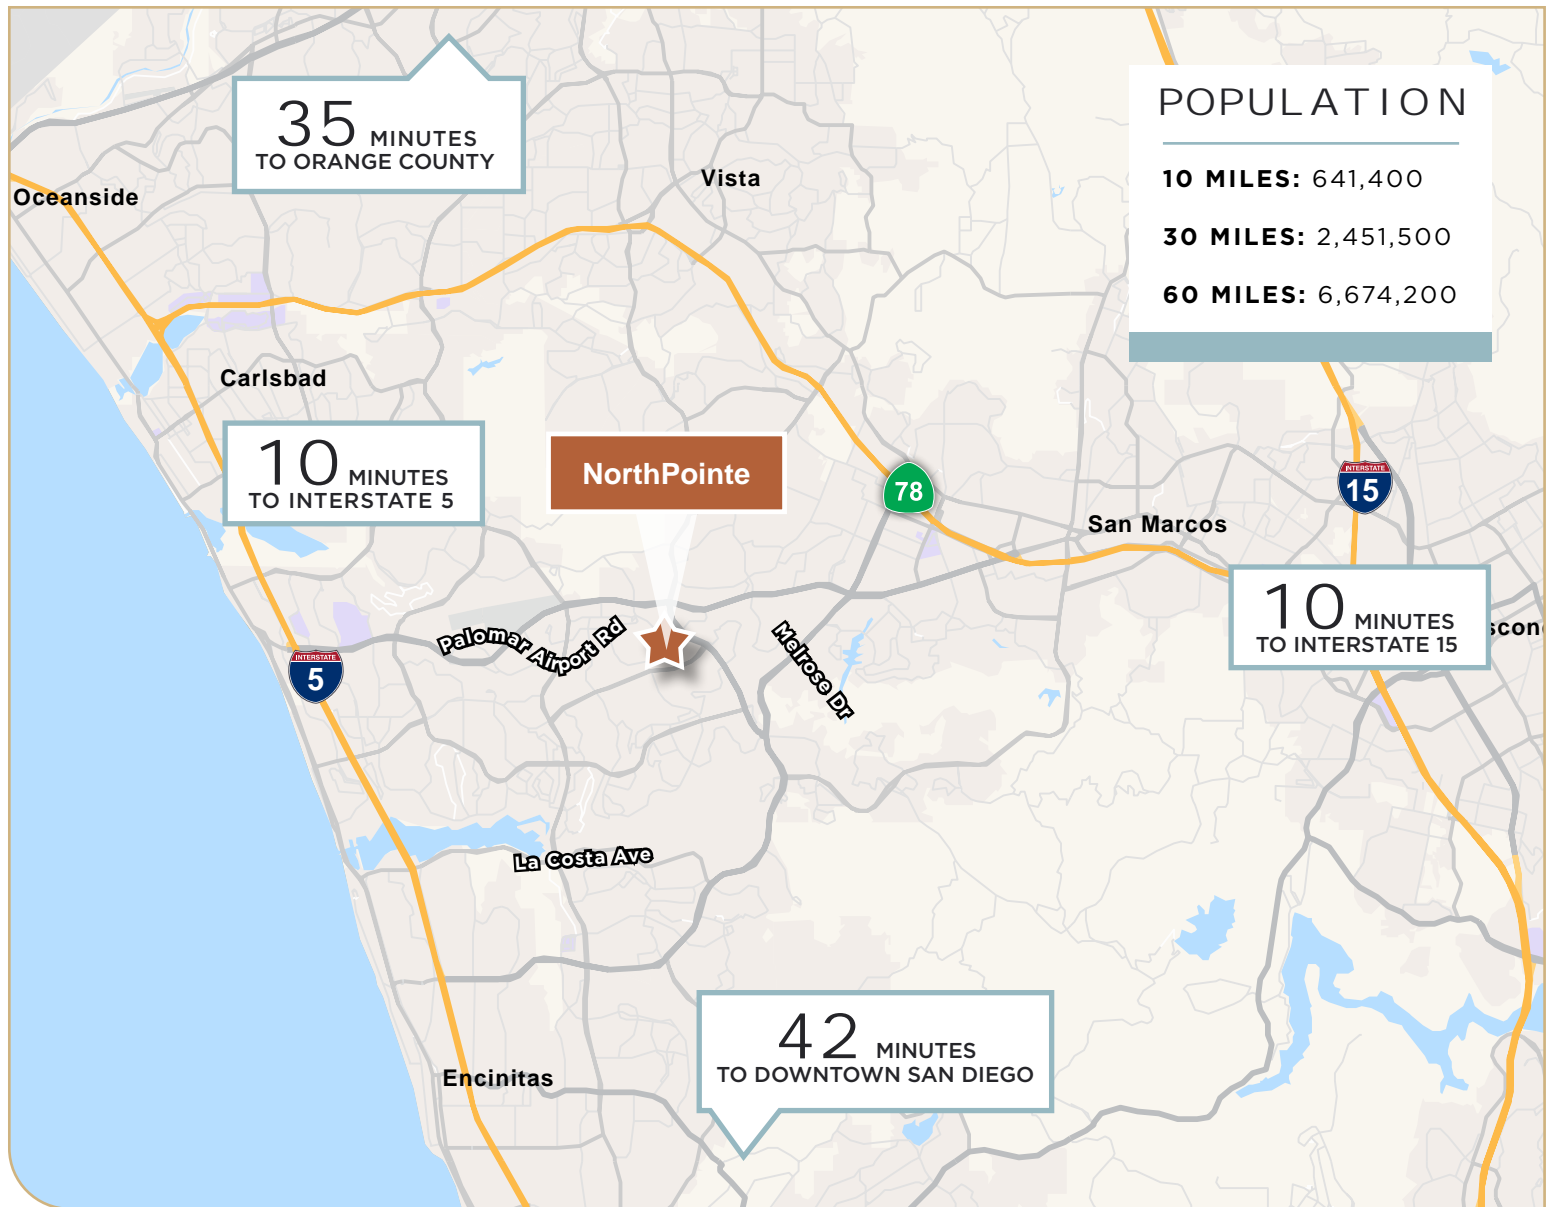 35 MINUTES
TO ORANGE COUNTY
POPULATION
10 MILES: 641,400
30 MILES: 2,451,500
60 MILES: 6,674,200
Vista
Oceanside
Carlsbad
10 MINUTES
TO INTERSTATE 5
NorthPointe
78
INTERSTATE
15
San Marcos
10 MINUTES
TO INTERSTATE 15
scon
Palomar Airport Rd
Melrose Dr
INTERSTATE
5
La Costa Ave
42 MINUTES
TO DOWNTOWN SAN DIEGO
Encinitas